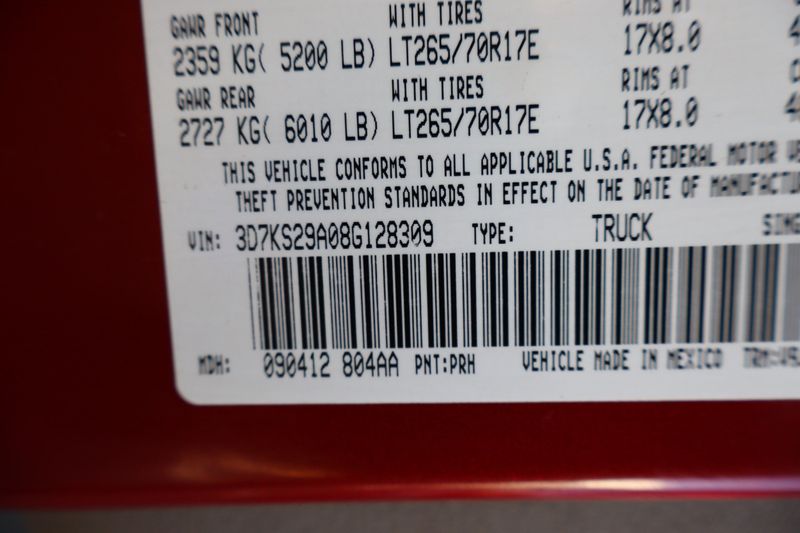 GAWR FRONT WITH TIRES RIMS AT
2359 KG( 5200 LB) LT265/70R17E 17X8.0
GAWR REAR WITH TIRES RIMS AT
2727 KG( 6010 LB) LT265/70R17E 17X8.0
THIS VEHICLE CONFORMS TO ALL APPLICABLE U.S.A. FEDERAL MOTOR
THEFT PREVENTION STANDARDS IN EFFECT ON THE DATE OF MANUFACTU
VIN: 3D7KS29A08G128309 TYPE: TRUCK SING
MDH: 090412 804AA PNT:PRH VEHICLE MADE IN MEXICO TRM: